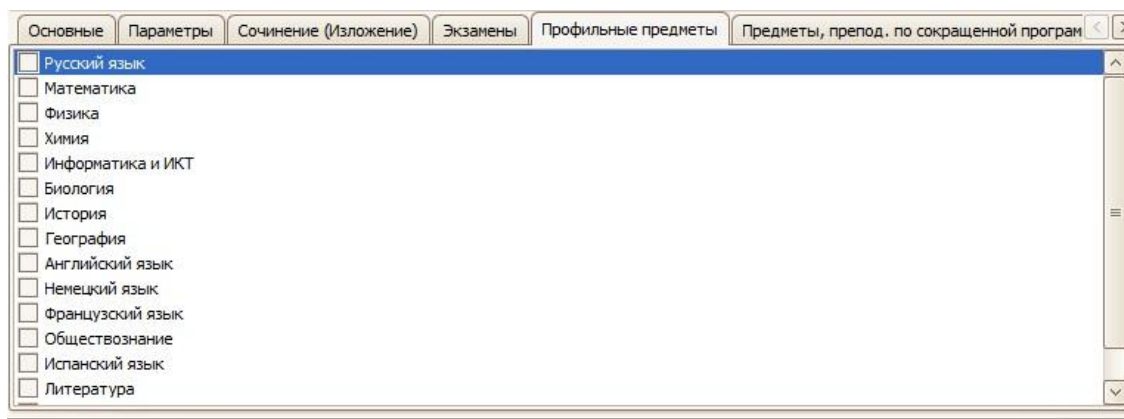 Основные Параметры Сочинение (Изложение) Экзамены Профильные предметы Предметы, препод. по сокращенной програм
Русский язык
Математика
Физика
Химия
Информатика и ИКТ
Биология
История
География
Английский язык
Немецкий язык
Французский язык
Обществознание
Испанский язык
Литература